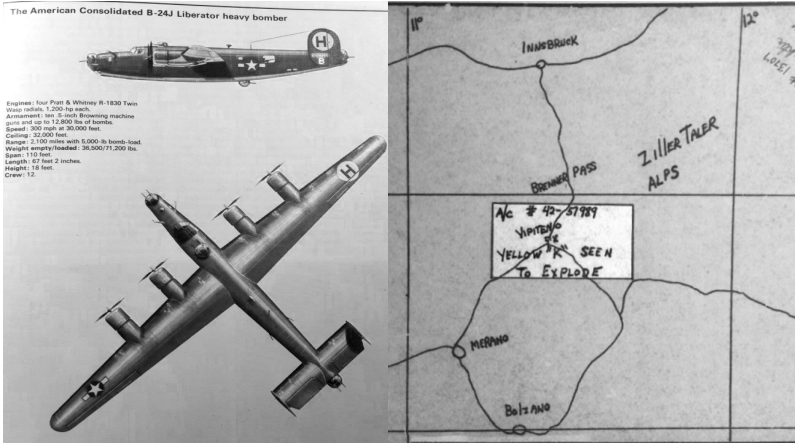 The American Consolidated B-24J Liberator heavy bomber
H
8
Engines: four Pratt & Whitney R-1830 Twin
Wasp radials, 1,200-hp each.
Armament: ten .5-inch Browning machine
guns and up to 12,800 lbs of bombs.
Speed: 300 mph at 30,000 feet.
Ceiling: 32,000 feet.
Range: 2,100 miles with 5,000-lb bomb-load.
Weight empty/loaded: 36,500/71,200 lbs.
Span: 110 feet.
Length: 67 feet 2 inches.
Height: 18 feet.
Crew: 12.
H
11°
12°
INNSBRUCK
13707
ZILLER TALER
ALPS
BRENNER PASS
A/C # 42-57989
VIPITENO
YELLOW "K" SEEN
TO EXPLODE
MERANO
BOLZANO